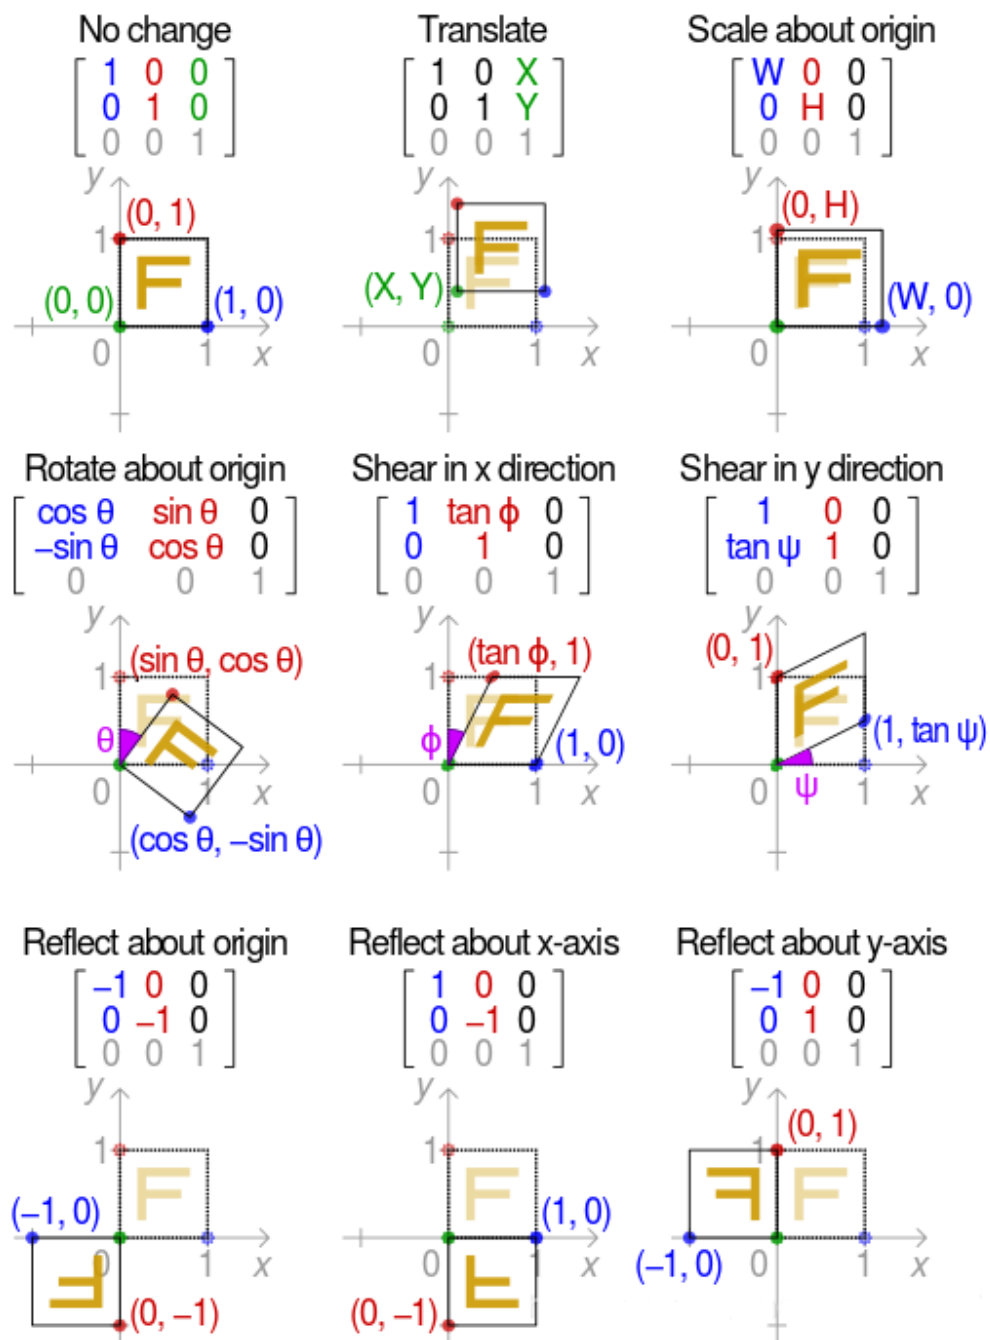 No change
1 0 0
0 1 0
0 0 1
y
(0, 1)
1
F
(0, 0)
(1, 0)
0
1
x
Translate
1 0 X
0 1 Y
0 0 1
y
1
F
F
(X, Y)
0
1
x
Scale about origin
W 0 0
0 H 0
0 0 1
y
(0, H)
1
F
F
(W, 0)
0
1
x
Rotate about origin
cos θ sin θ 0
−sin θ cos θ 0
0 0 1
y
(sin θ, cos θ)
1
F
F
θ
0
1
x
(cos θ, −sin θ)
Shear in x direction
1 tan ϕ 0
0 1 0
0 0 1
y
(tan ϕ, 1)
1
F
F
ϕ
(1, 0)
0
1
x
Shear in y direction
1 0 0
tan ψ 1 0
0 0 1
y
(0, 1)
F
F
(1, tan ψ)
0
ψ
1
x
Reflect about origin
−1 0 0
0 −1 0
0 0 1
y
1
F
(−1, 0)
0
1
x
F
(0, −1)
Reflect about x-axis
1 0 0
0 −1 0
0 0 1
y
1
F
(1, 0)
0
1
x
F
(0, −1)
Reflect about y-axis
−1 0 0
0 1 0
0 0 1
y
(0, 1)
1
F
F
(−1, 0)
0
1
x